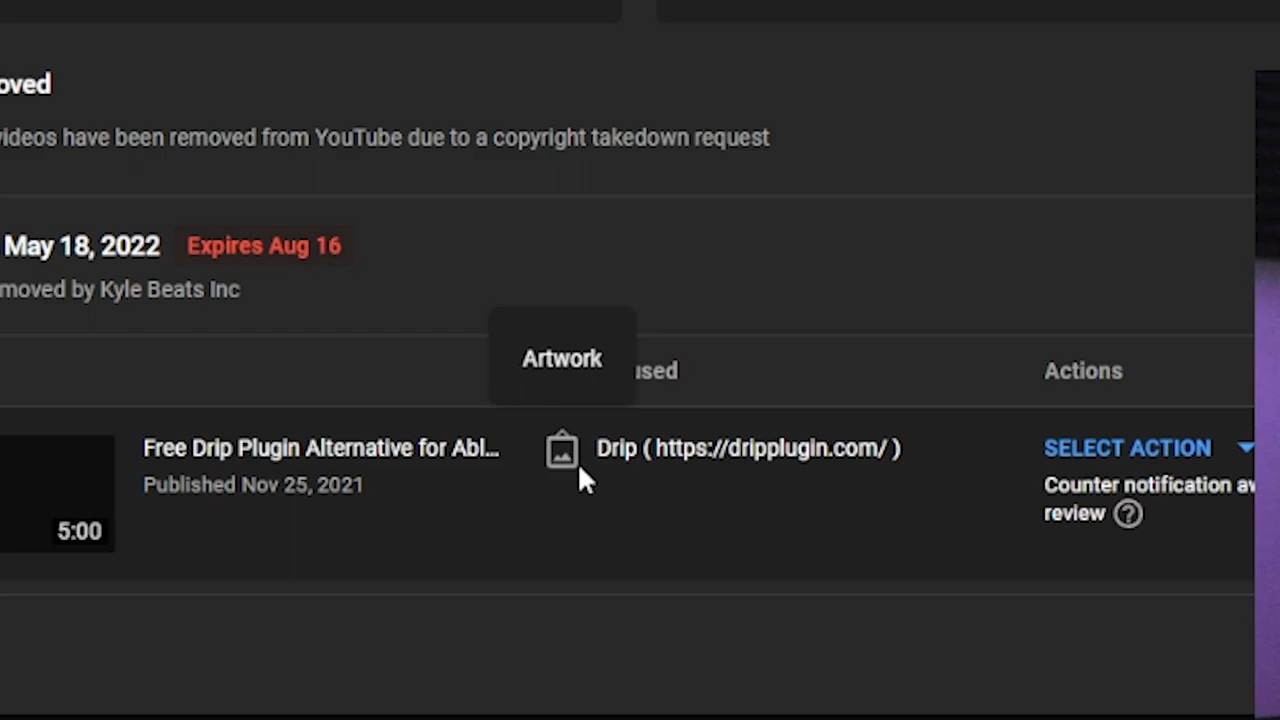 oved
videos have been removed from YouTube due to a copyright takedown request
May 18, 2022 Expires Aug 16
moved by Kyle Beats Inc
Artwork
used
Actions
Free Drip Plugin Alternative for Abl...
Drip ( https://dripplugin.com/ )
SELECT ACTION
Published Nov 25, 2021
Counter notification aw
review
5:00